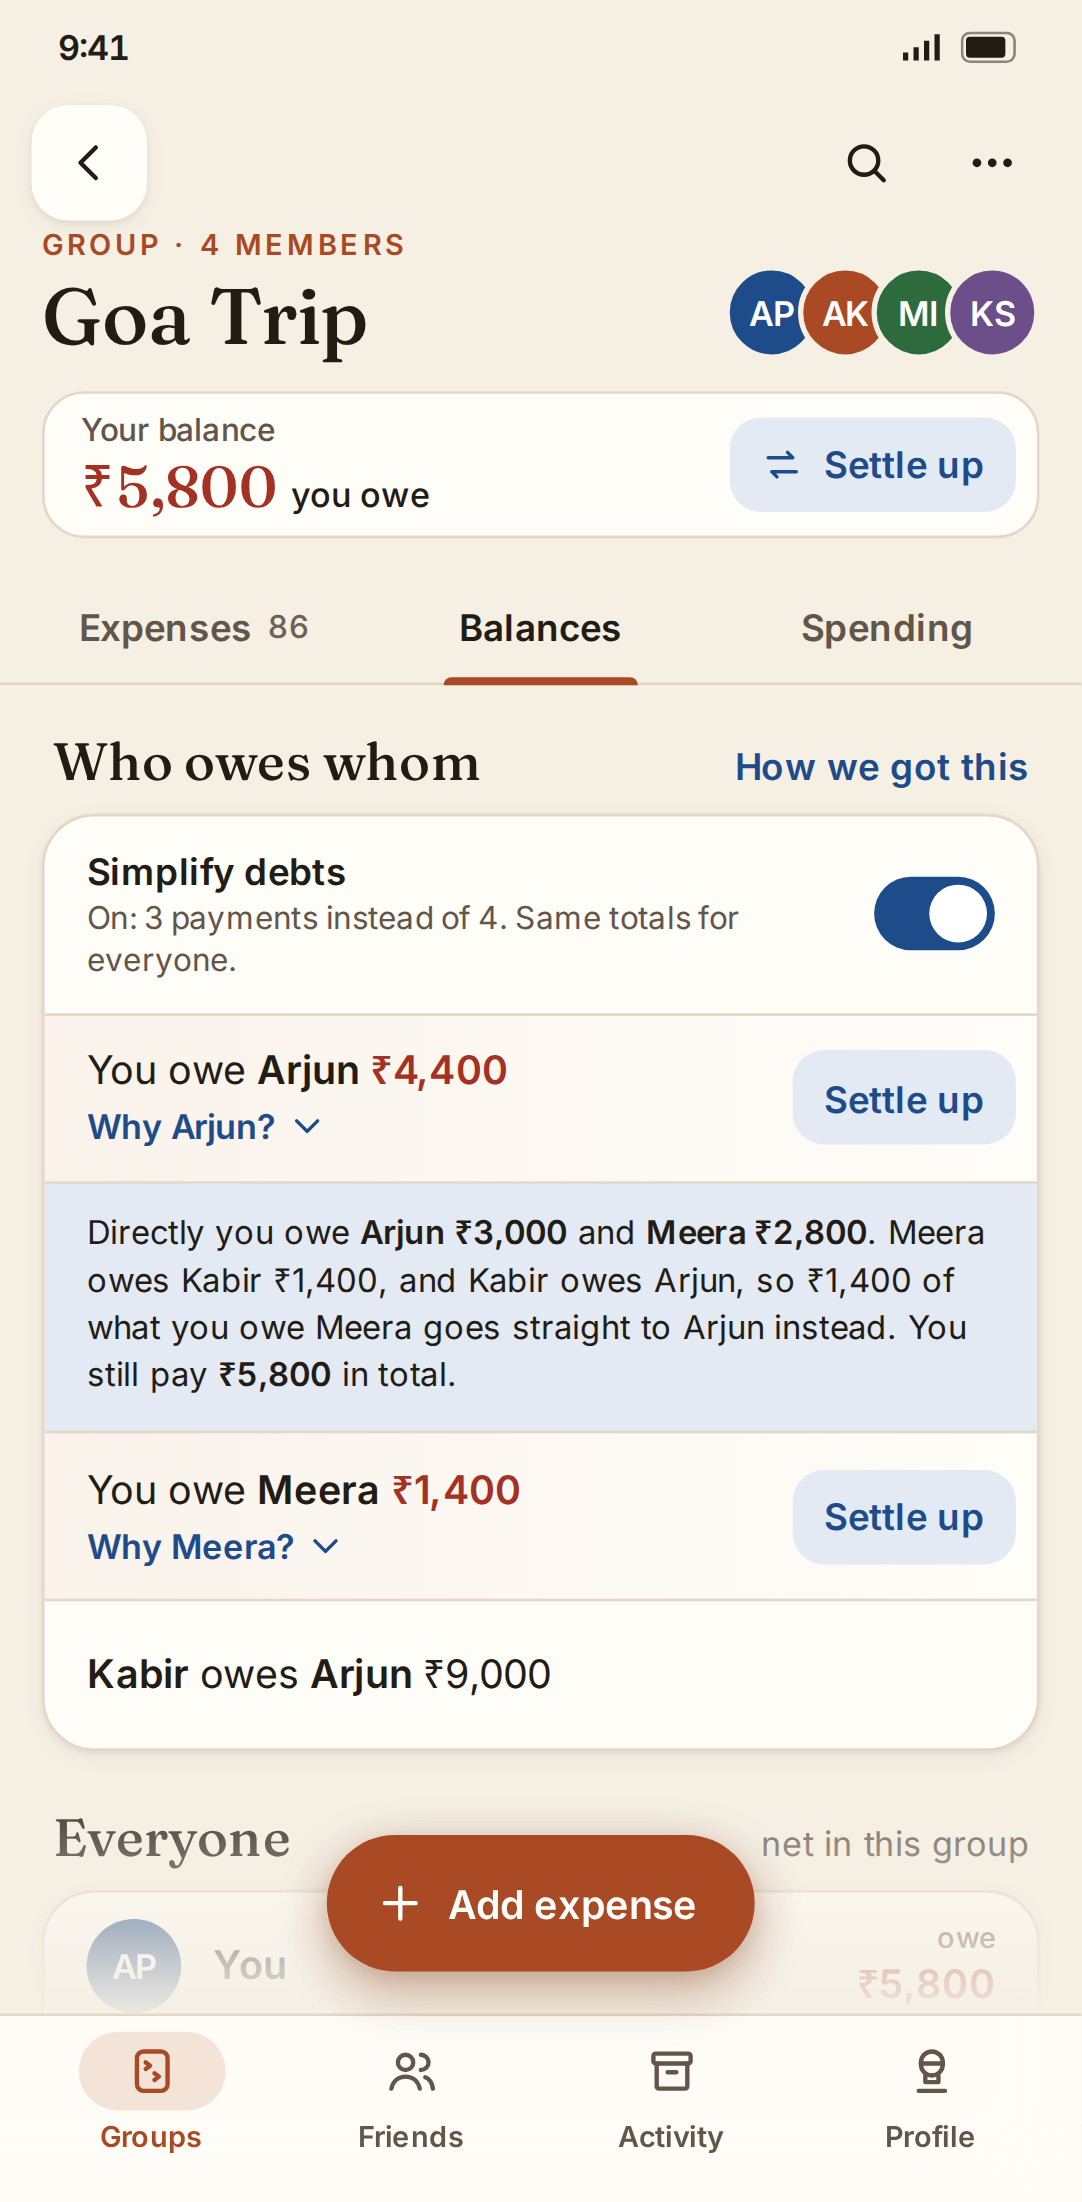 9:41
GROUP · 4 MEMBERS
Goa Trip
AP AK MI KS
Your balance
₹5,800 you owe
Settle up
Expenses 86
Balances
Spending
Who owes whom
How we got this
Simplify debts
On: 3 payments instead of 4. Same totals for
everyone.
You owe Arjun ₹4,400
Why Arjun?
Settle up
Directly you owe Arjun ₹3,000 and Meera ₹2,800. Meera
owes Kabir ₹1,400, and Kabir owes Arjun, so ₹1,400 of
what you owe Meera goes straight to Arjun instead. You
still pay ₹5,800 in total.
You owe Meera ₹1,400
Why Meera?
Settle up
Kabir owes Arjun ₹9,000
Everyone
net in this group
Add expense
AP You
owe
₹5,800
Groups
Friends
Activity
Profile